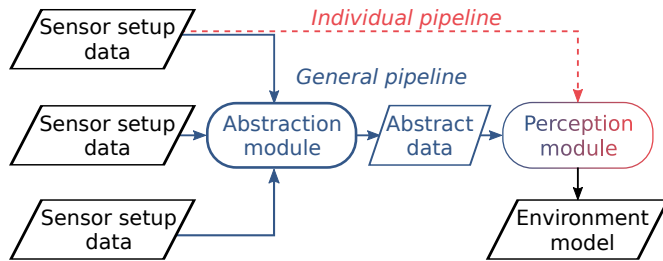 Sensor setup
data
Individual pipeline
General pipeline
Sensor setup
data
Abstraction
module
Abstract
data
Perception
module
Sensor setup
data
Environment
model